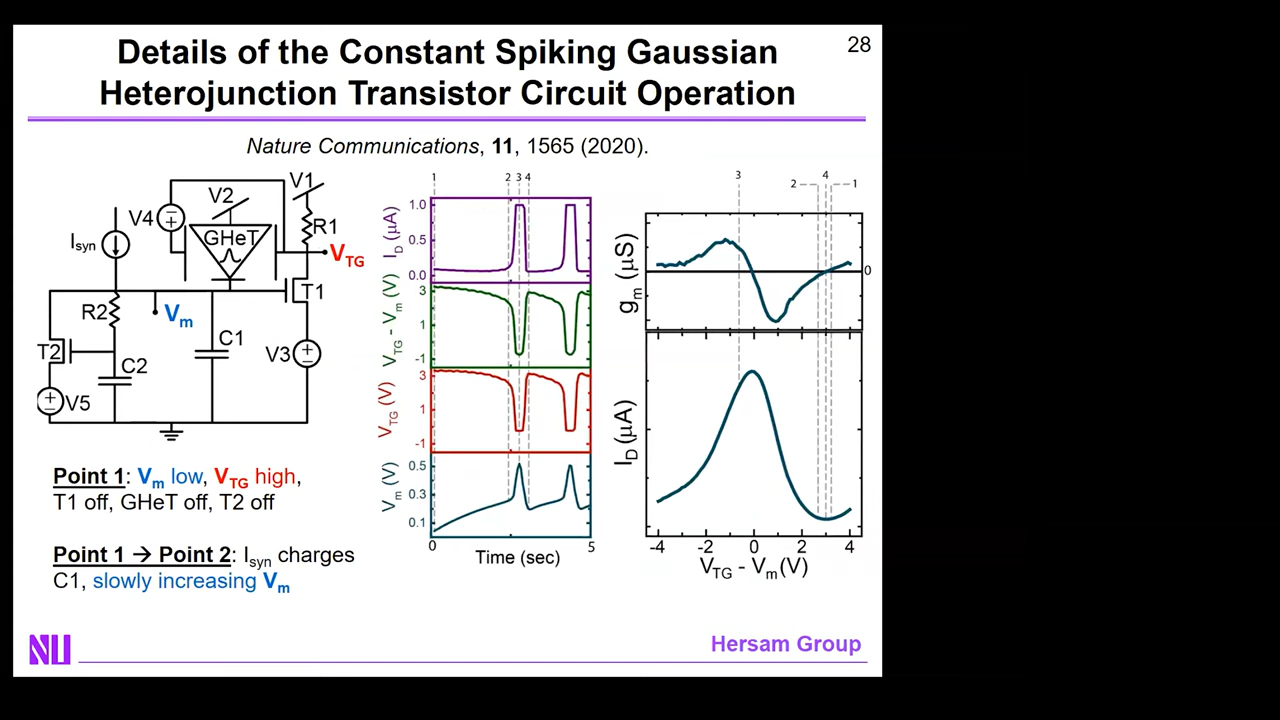 Details of the Constant Spiking Gaussian
Heterojunction Transistor Circuit Operation
28
Nature Communications, 11, 1565 (2020).
V1
V2
V4
GHeT
R1
Isyn
VTG
T1
R2
Vm
T2
C2
C1
V3
V5
1 2 3 4
1.0
0.5
0.0
ID (μA)
3
1
-1
VTG - Vm (V)
3
1
-1
VTG (V)
0.5
0.3
0.1
Vm (V)
0 5
Time (sec)
3 2 4 1
gm (μS)
0
ID (μA)
-4 -2 0 2 4
VTG - Vm (V)
Point 1: Vm low, VTG high,
T1 off, GHeT off, T2 off
Point 1 → Point 2: Isyn charges
C1, slowly increasing Vm
NU
Hersam Group